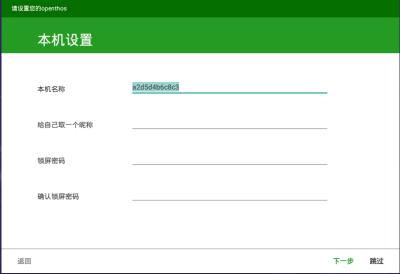 请设置您的openthos
本机设置
本机名称
a2d5d4b6c8c3
给自己取一个昵称
锁屏密码
确认锁屏密码
返回
下一步
跳过